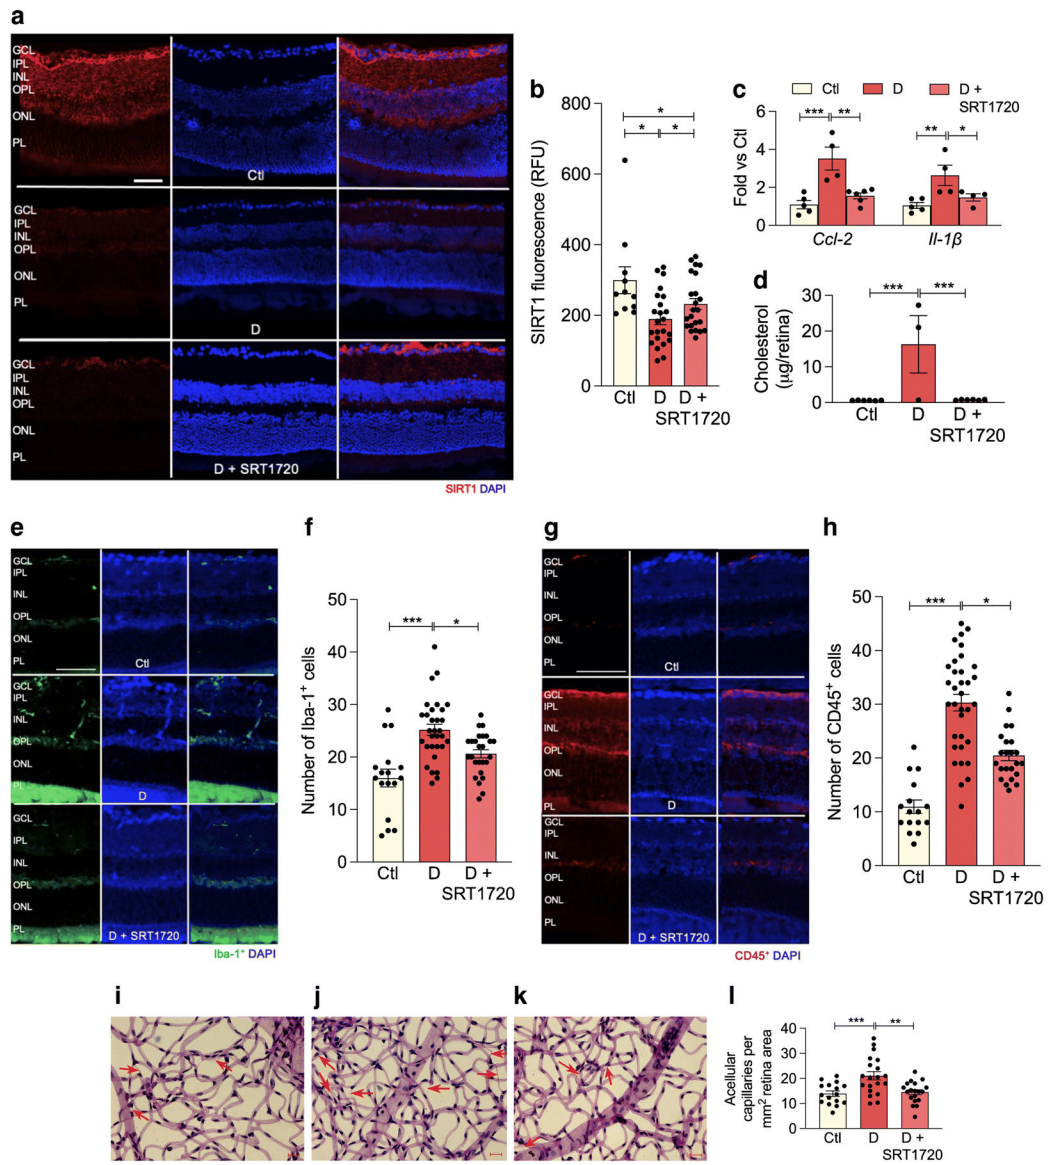 a
GCL
IPL
INL
OPL
ONL
PL
Ctl
GCL
IPL
INL
OPL
ONL
PL
D
GCL
IPL
INL
OPL
ONL
PL
D + SRT1720
SIRT1 DAPI
b
SIRT1 fluorescence (RFU)
800
600
400
200
0
*
* *
Ctl D D +
SRT1720
c
Ctl D D +
SRT1720
Fold vs Ctl
6
4
2
0
*** ** ** *
Ccl-2 Il-1β
d
Cholesterol
(μg/retina)
30
20
10
0
*** ***
Ctl D D +
SRT1720
e
GCL
IPL
INL
OPL
ONL
PL
Ctl
GCL
IPL
INL
OPL
ONL
PL
D
GCL
IPL
INL
OPL
ONL
PL
D + SRT1720
Iba-1⁺ DAPI
f
Number of Iba-1⁺ cells
50
40
30
20
10
0
*** *
Ctl D D +
SRT1720
g
GCL
IPL
INL
OPL
ONL
PL
Ctl
GCL
IPL
INL
OPL
ONL
PL
D
GCL
IPL
INL
OPL
ONL
PL
D + SRT1720
CD45⁺ DAPI
h
Number of CD45⁺ cells
50
40
30
20
10
0
*** *
Ctl D D +
SRT1720
i
j
k
l
Acellular
capillaries per
mm² retina area
40
30
20
10
0
*** **
Ctl D D +
SRT1720